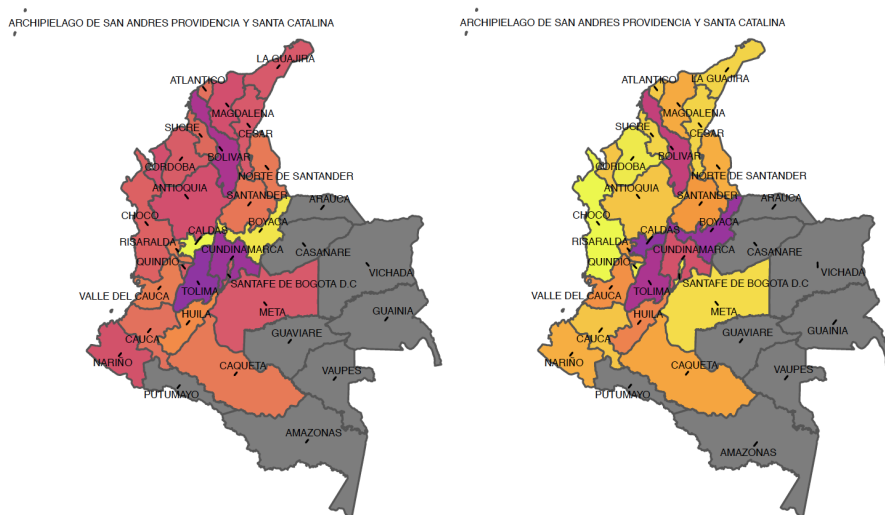 ARCHIPIELAGO DE SAN ANDRES PROVIDENCIA Y SANTA CATALINA
LA GUAJIRA
ATLANTICO
MAGDALENA
SUCRE
CESAR
BOLIVAR
CORDOBA
NORTE DE SANTANDER
ANTIOQUIA
SANTANDER
ARAUCA
CHOCO
BOYACA
CALDAS
RISARALDA
CUNDINAMARCA
CASANARE
QUINDIO
VICHADA
TOLIMA
SANTAFE DE BOGOTA D.C
VALLE DEL CAUCA
HUILA
META
GUAINIA
CAUCA
GUAVIARE
NARIÑO
CAQUETA
VAUPES
PUTUMAYO
AMAZONAS
ARCHIPIELAGO DE SAN ANDRES PROVIDENCIA Y SANTA CATALINA
LA GUAJIRA
ATLANTICO
MAGDALENA
SUCRE
CESAR
BOLIVAR
CORDOBA
NORTE DE SANTANDER
ANTIOQUIA
SANTANDER
ARAUCA
CHOCO
BOYACA
CALDAS
RISARALDA
CUNDINAMARCA
CASANARE
QUINDIO
VICHADA
TOLIMA
SANTAFE DE BOGOTA D.C
VALLE DEL CAUCA
HUILA
META
GUAINIA
CAUCA
GUAVIARE
NARIÑO
CAQUETA
VAUPES
PUTUMAYO
AMAZONAS